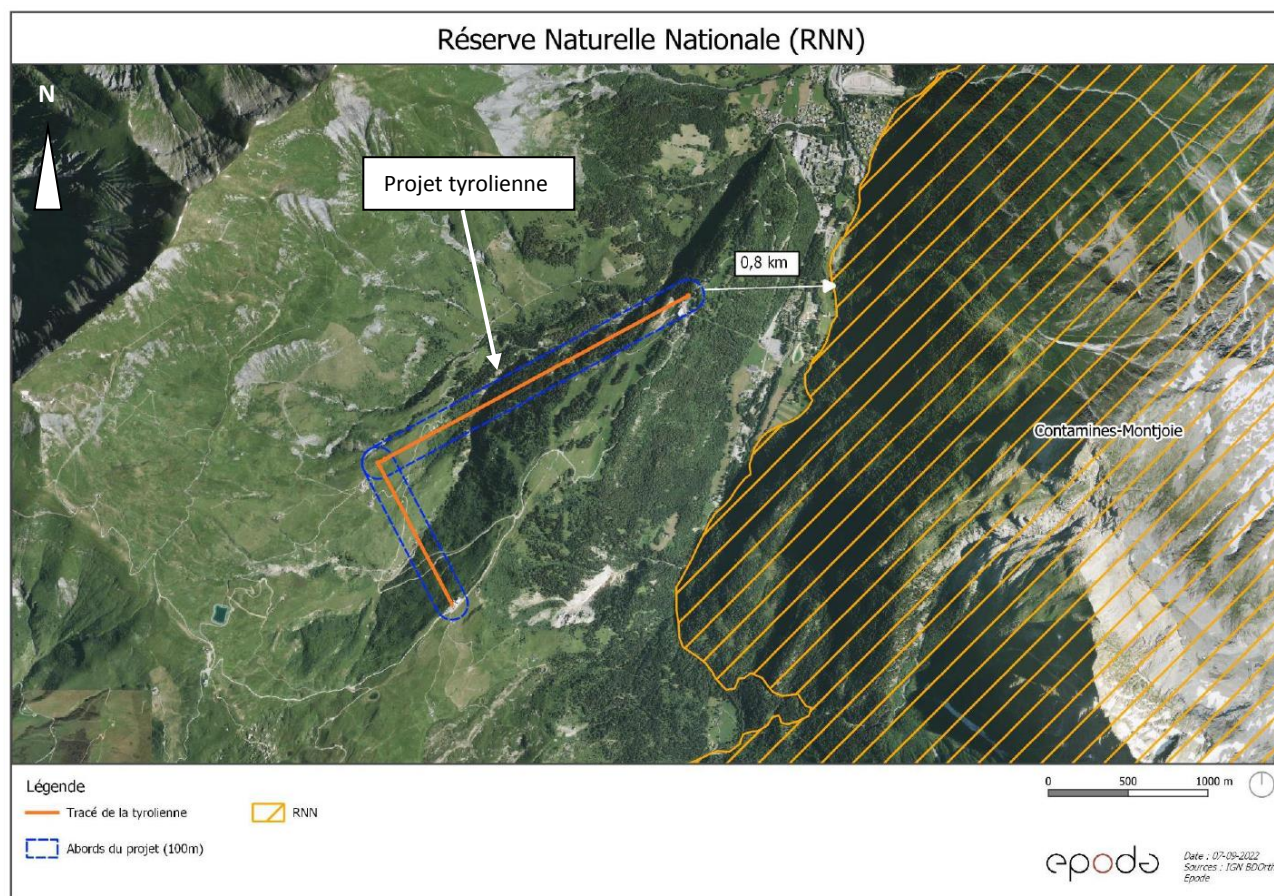 Réserve Naturelle Nationale (RNN)
N
Projet tyrolienne
0,8 km
Contamines-Montjoie
Légende
Tracé de la tyrolienne
RNN
Abords du projet (100m)
0 500 1000 m
epode
Date : 07-09-2022
Sources : IGN BDOrth
Epode